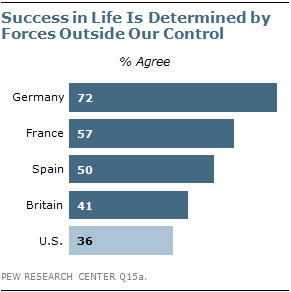 Success in Life Is Determined by
Forces Outside Our Control
% Agree
Germany 72
France 57
Spain 50
Britain 41
U.S. 36
PEW RESEARCH CENTER Q15a.